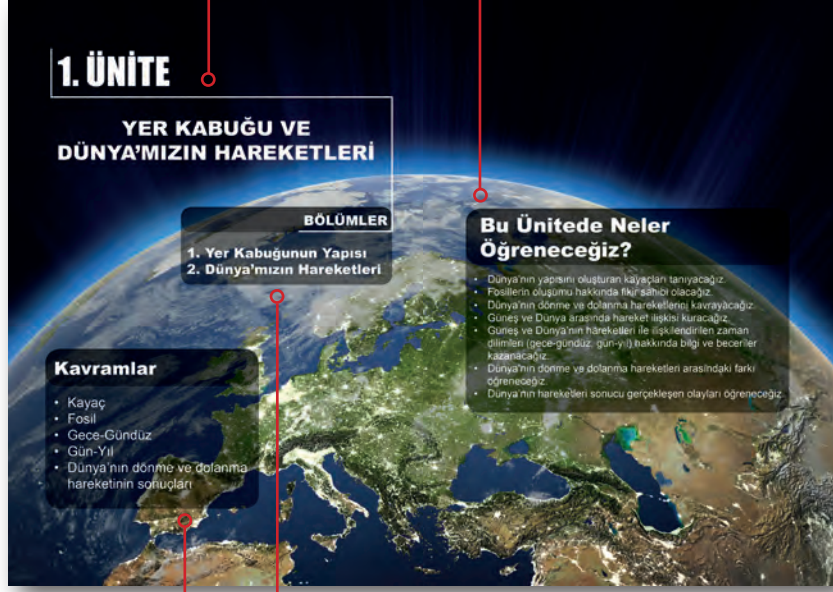 1. ÜNİTE
YER KABUĞU VE
DÜNYA'MIZIN HAREKETLERİ
BÖLÜMLER
1. Yer Kabuğunun Yapısı
2. Dünya'mızın Hareketleri
Bu Ünitede Neler
Öğreneceğiz?
• Dünya'nın yapısını oluşturan kayaçları tanıyacağız.
• Fosillerin oluşumu hakkında fikir sahibi olacağız.
• Dünya'nın dönme ve dolanma hareketlerini kavrayacağız.
• Güneş ve Dünya arasında hareket ilişkisi kuracağız.
• Güneş ve Dünya'nın hareketleri ile ilişkilendirilen zaman
dilimleri (gece-gündüz, gün-yıl) hakkında bilgi ve beceriler
kazanacağız.
• Dünya'nın dönme ve dolanma hareketleri arasındaki farkı
öğreneceğiz.
• Dünya'nın hareketleri sonucu gerçekleşen olayları öğreneceğiz.
Kavramlar
• Kayaç
• Fosil
• Gece-Gündüz
• Gün-Yıl
• Dünya'nın dönme ve dolanma
hareketinin sonuçları